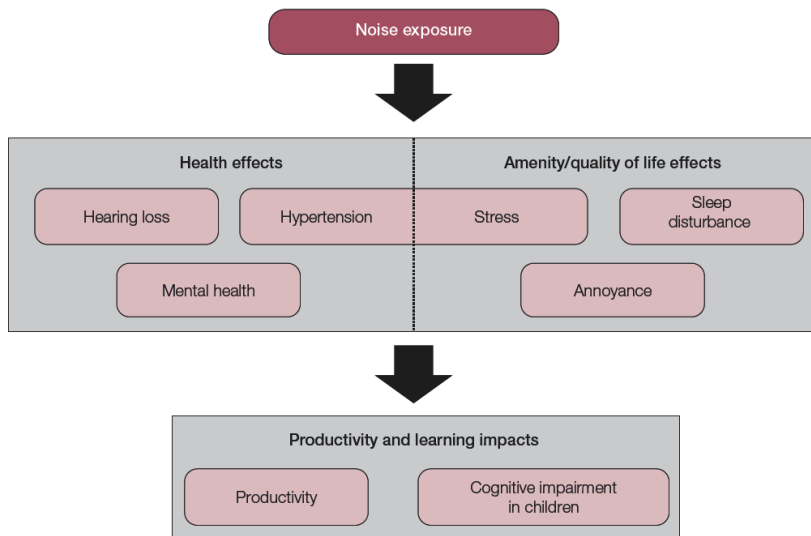 Noise exposure
Health effects
Amenity/quality of life effects
Hearing loss
Hypertension
Stress
Sleep
disturbance
Mental health
Annoyance
Productivity and learning impacts
Productivity
Cognitive impairment
in children